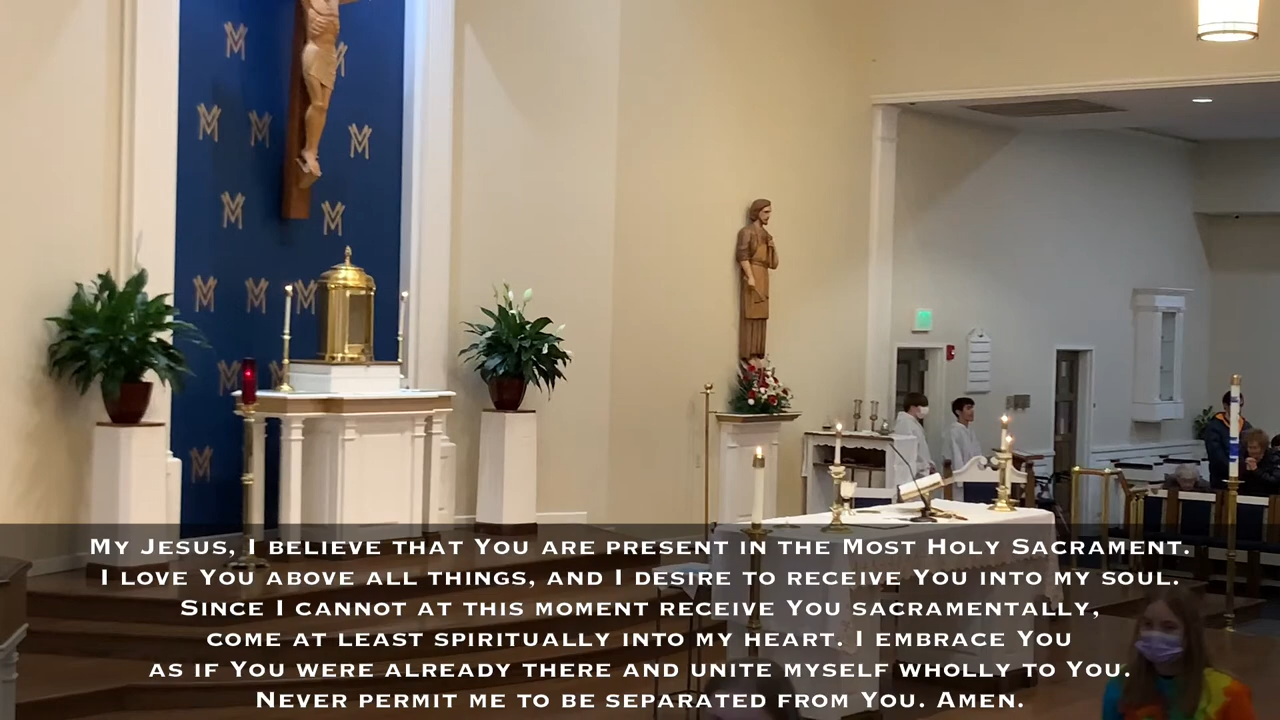 My Jesus, I believe that You are present in the Most Holy Sacrament.
I love You above all things, and I desire to receive You into my soul.
Since I cannot at this moment receive You sacramentally,
come at least spiritually into my heart. I embrace You
as if You were already there and unite myself wholly to You.
Never permit me to be separated from You. Amen.